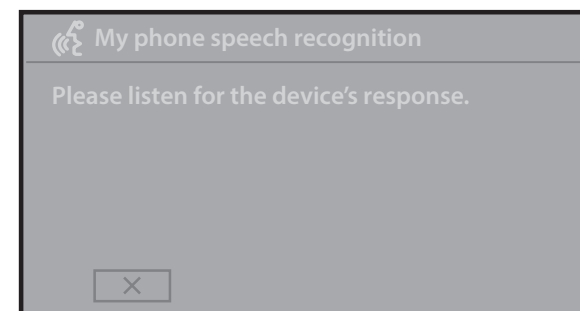 My phone speech recognition
Please listen for the device’s response.